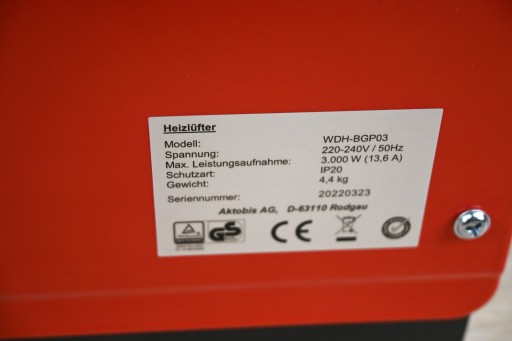 Heizlüfter
Modell: WDH-BGP03
Spannung: 220-240V / 50Hz
Max. Leistungsaufnahme: 3.000 W (13,6 A)
Schutzart: IP20
Gewicht: 4,4 kg
Seriennummer: 20220323
Aktobis AG, D-63110 Rodgau
GS
CE